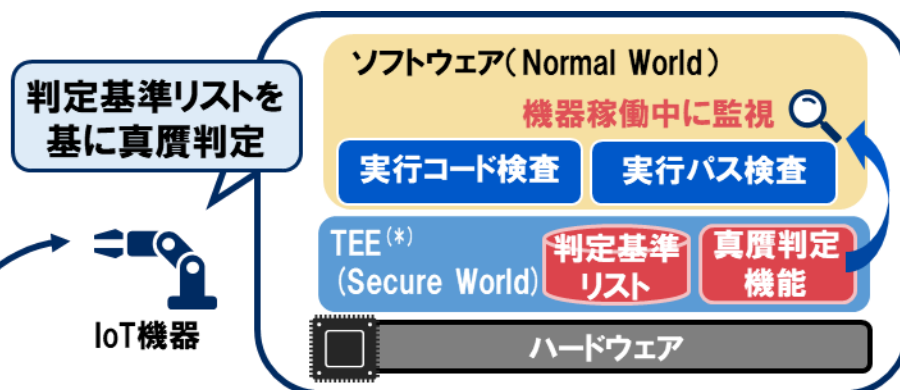 判定基準リストを
基に真贋判定
IoT機器
ソフトウェア(Normal World)
機器稼働中に監視
実行コード検査
実行パス検査
TEE(*)
(Secure World)
判定基準
リスト
真贋判定
機能
ハードウェア